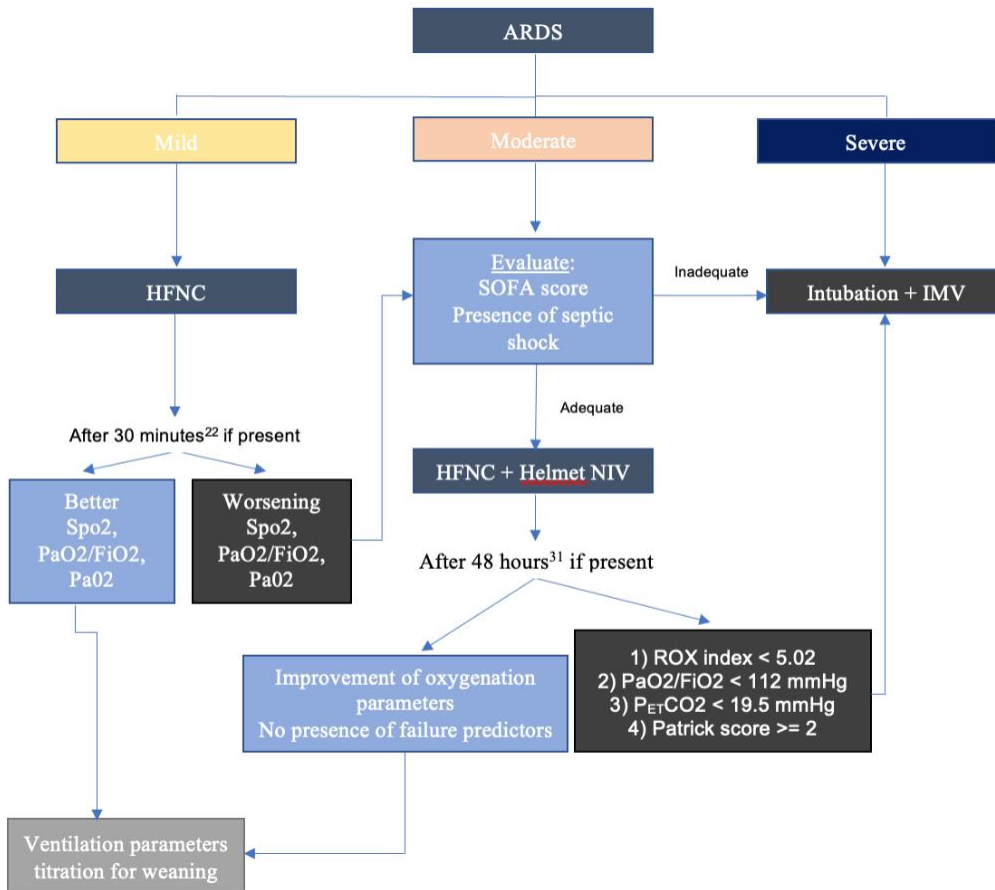 ARDS
Mild
Moderate
Severe
HFNC
Evaluate:
SOFA score
Presence of septic
shock
Inadequate
Intubation + IMV
Adequate
After 30 minutes²² if present
HFNC + Helmet NIV
Better
Spo2,
PaO2/FiO2,
Pa02
Worsening
Spo2,
PaO2/FiO2,
Pa02
After 48 hours³¹ if present
Improvement of oxygenation
parameters
No presence of failure predictors
1) ROX index < 5.02
2) PaO2/FiO2 < 112 mmHg
3) PETCO2 < 19.5 mmHg
4) Patrick score >= 2
Ventilation parameters
titration for weaning